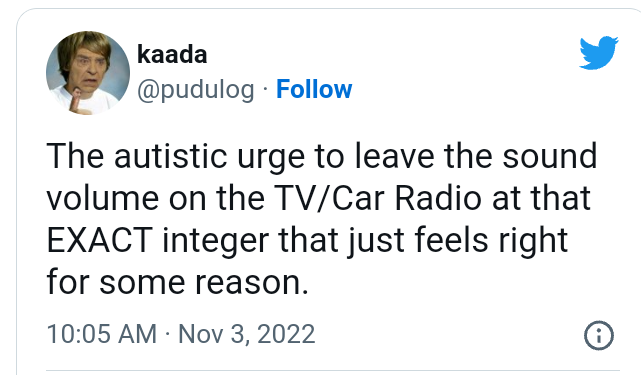 kaada
@pudulog · Follow
The autistic urge to leave the sound
volume on the TV/Car Radio at that
EXACT integer that just feels right
for some reason.
10:05 AM · Nov 3, 2022